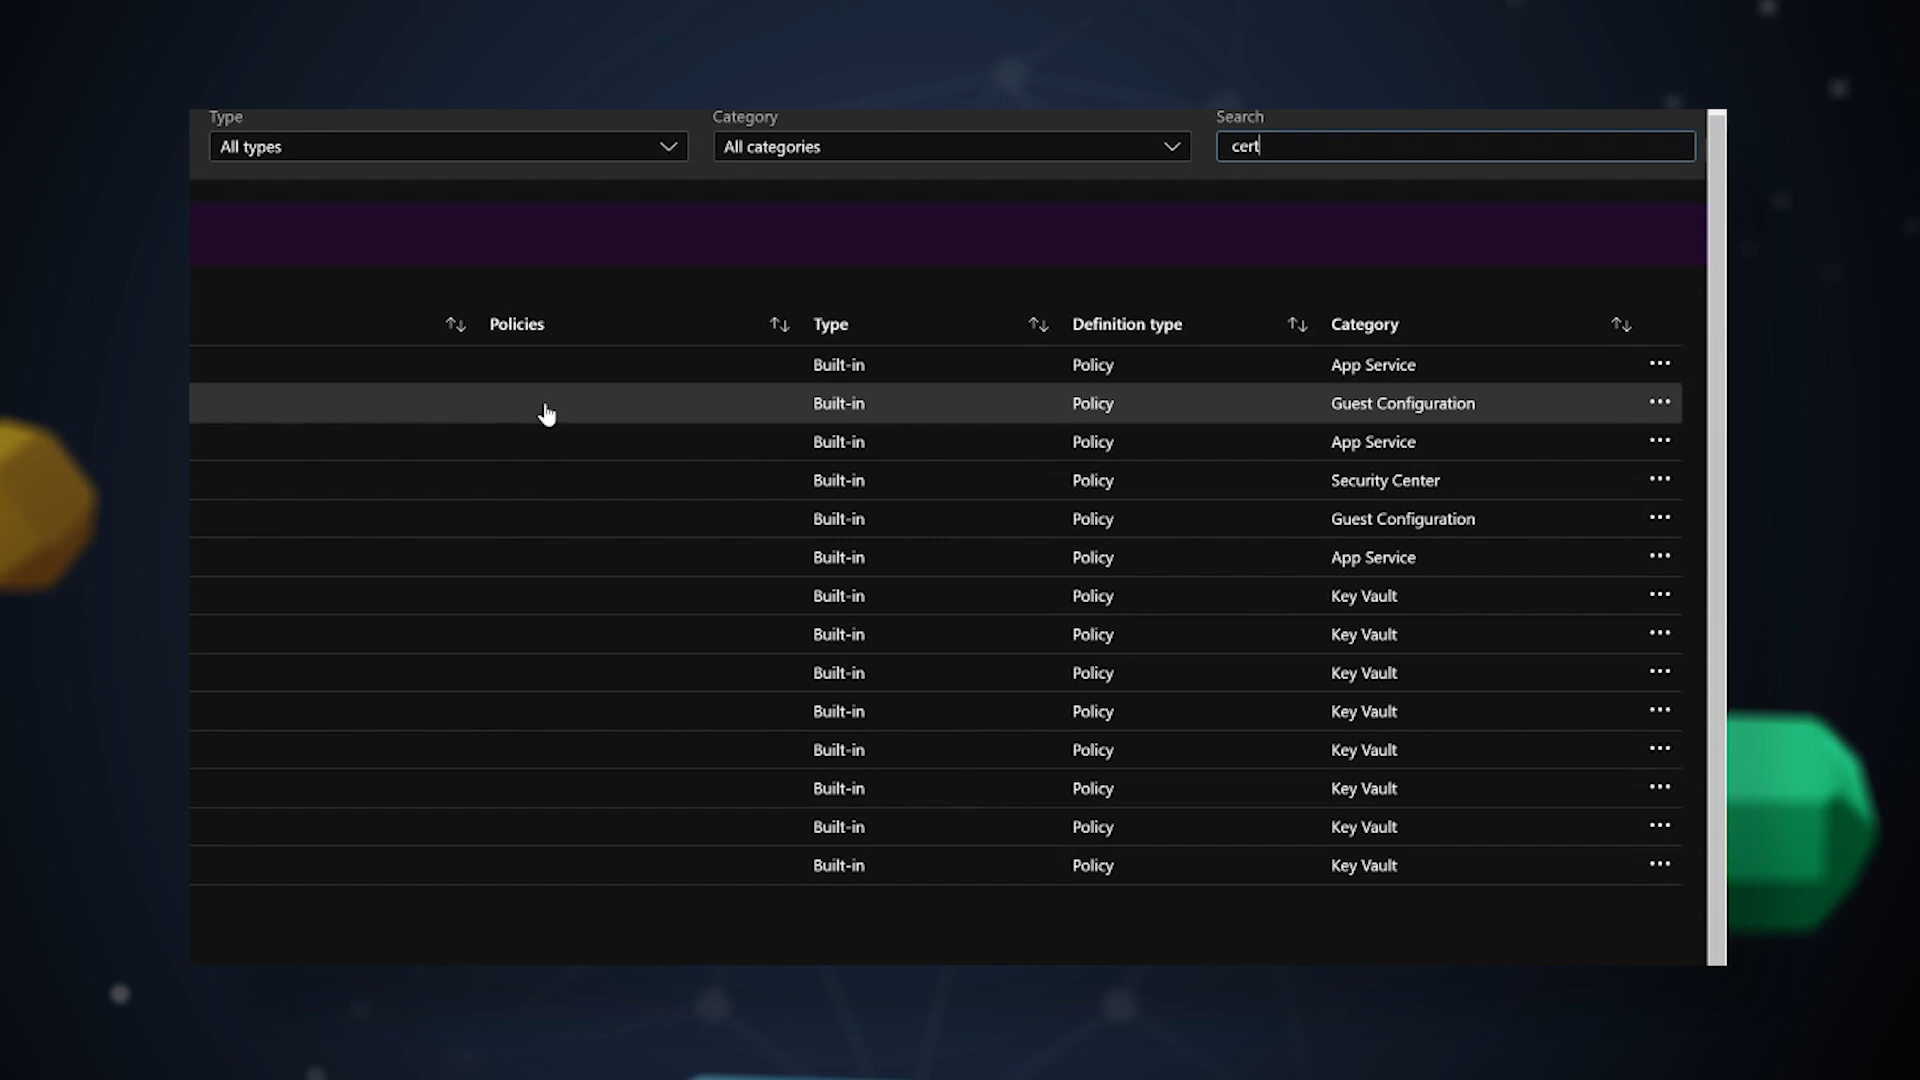 Type Category Search
All types All categories cert
Policies Type Definition type Category
Built-in Policy App Service
Built-in Policy Guest Configuration
Built-in Policy App Service
Built-in Policy Security Center
Built-in Policy Guest Configuration
Built-in Policy App Service
Built-in Policy Key Vault
Built-in Policy Key Vault
Built-in Policy Key Vault
Built-in Policy Key Vault
Built-in Policy Key Vault
Built-in Policy Key Vault
Built-in Policy Key Vault
Built-in Policy Key Vault